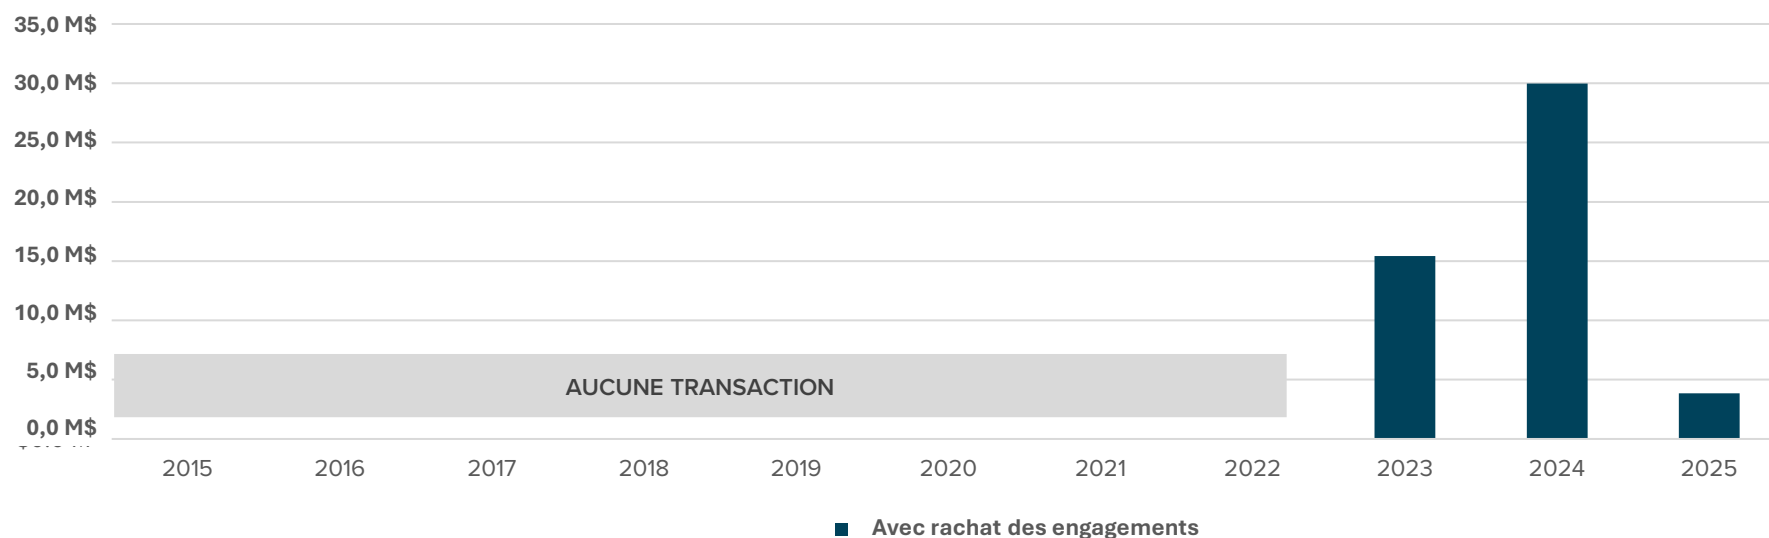 35,0 M$
30,0 M$
25,0 M$
20,0 M$
15,0 M$
10,0 M$
5,0 M$
AUCUNE TRANSACTION
0,0 M$
2015 2016 2017 2018 2019 2020 2021 2022 2023 2024 2025
Avec rachat des engagements